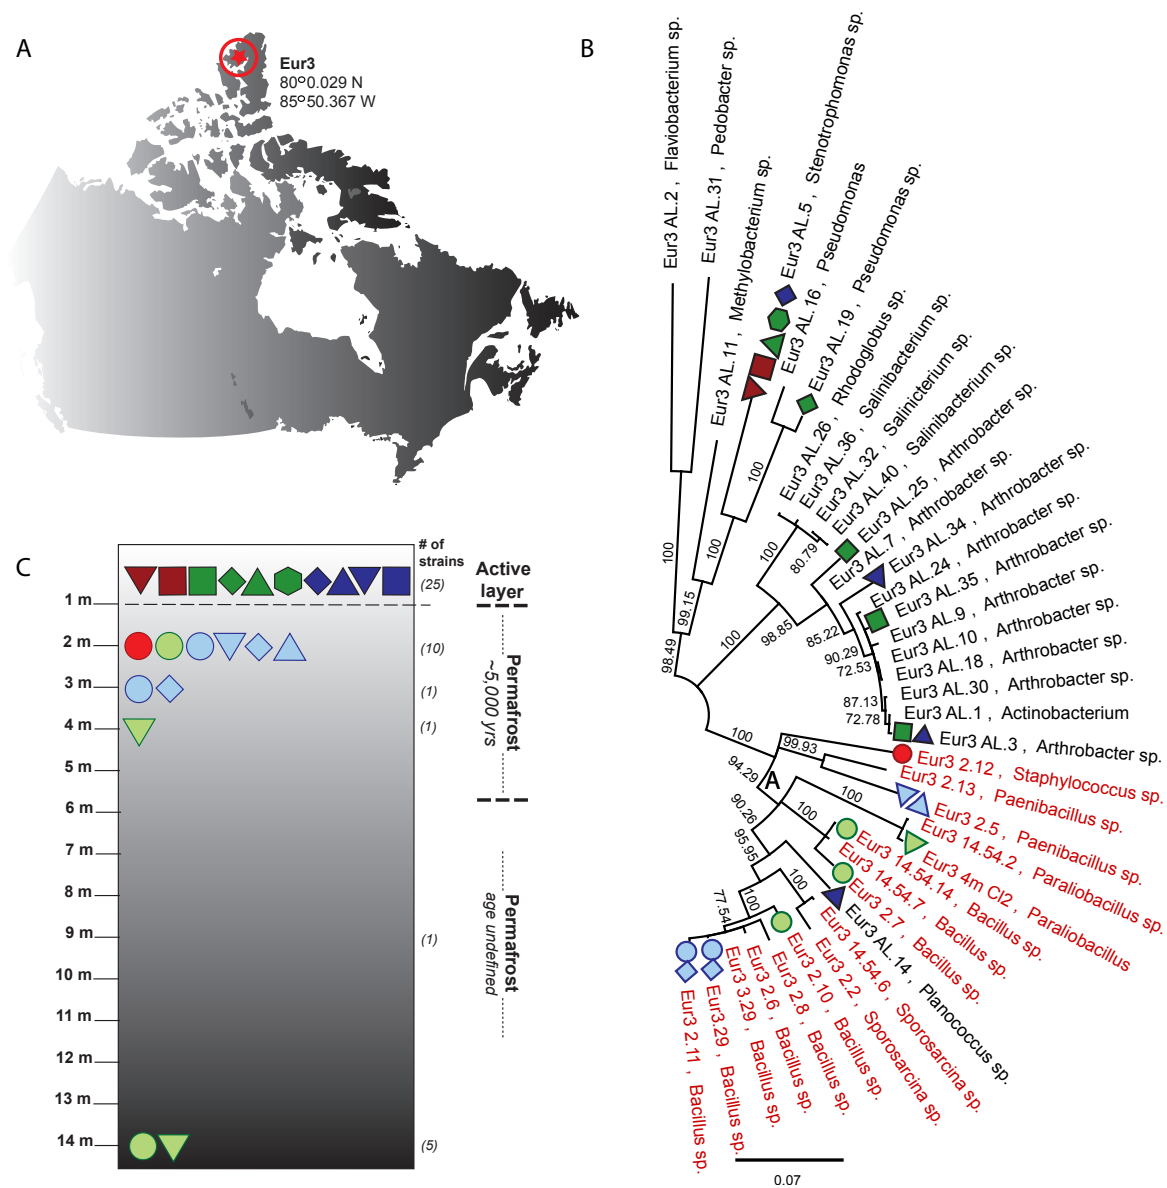 A
Eur3
80º0.029 N
85º50.367 W
B
Eur3 AL.2 , Flaviobacterium sp.
Eur3 AL.31 , Pedobacter sp.
Eur3 AL.11 , Methylobacterium sp.
Eur3 AL.5 , Stenotrophomonas sp.
Eur3 AL.16 , Pseudomonas
Eur3 AL.19 , Pseudomonas sp.
Eur3 AL.26 , Rhodoglobus sp.
Eur3 AL.36 , Salinibacterium sp.
Eur3 AL.32 , Salinicterium sp.
Eur3 AL.40 , Salinibacterium sp.
Eur3 AL.25 , Arthrobacter sp.
Eur3 AL.7 , Arthrobacter sp.
Eur3 AL.34 , Arthrobacter sp.
Eur3 AL.24 , Arthrobacter sp.
Eur3 AL.35 , Arthrobacter sp.
Eur3 AL.9 , Arthrobacter sp.
Eur3 AL.10 , Arthrobacter sp.
Eur3 AL.18 , Arthrobacter sp.
Eur3 AL.30 , Arthrobacter sp.
Eur3 AL.1 , Actinobacterium
Eur3 AL.3 , Arthrobacter sp.
Eur3 2.12 , Staphylococcus sp.
Eur3 2.13 , Paenibacillus sp.
Eur3 2.5 , Paenibacillus sp.
Eur3 14.54.2 , Paraliobacillus sp.
Eur3 4m Cl2 , Paraliobacillus
Eur3 14.54.14 , Bacillus sp.
Eur3 14.54.7 , Bacillus sp.
Eur3 2.7 , Bacillus sp.
Eur3 AL.14 , Planococcus sp.
Eur3 14.54.6 , Sporosarcina sp.
Eur3 2.2 , Sporosarcina sp.
Eur3 2.10 , Bacillus sp.
Eur3 2.8 , Bacillus sp.
Eur3 2.6 , Bacillus sp.
Eur3 3.29 , Bacillus sp.
Eur3.29 , Bacillus sp.
Eur3 2.11 , Bacillus sp.
100
99.15
98.49
100
100
100
100
80.79
98.85
85.22
90.29
72.53
87.13
72.78
100
99.93
94.29
A
100
100
90.26
95.95
100
100
77.54
0.07
C
# of
strains
(25)
Active
layer
1 m
2 m
(10)
3 m
(1)
4 m
(1)
5 m
6 m
Permafrost
~5,000 yrs
7 m
8 m
9 m
(1)
10 m
11 m
Permafrost
age undefined
12 m
13 m
14 m
(5)